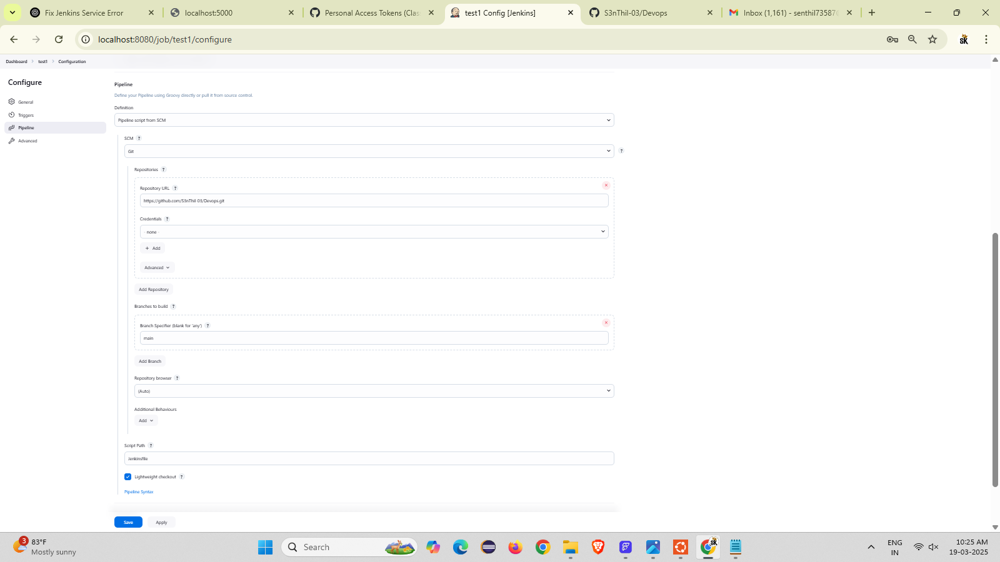 Fix Jenkins Service Error
localhost:5000
Personal Access Tokens (Clas
test1 Config [Jenkins]
S3nThil-03/Devops
Inbox (1,161) - senthil73587
localhost:8080/job/test1/configure
SK
Dashboard > test1 > Configuration
Configure
General
Triggers
Pipeline
Advanced
Pipeline
Define your Pipeline using Groovy directly or pull it from source control.
Definition
Pipeline script from SCM
SCM ?
Git
?
Repositories ?
Repository URL ?
https://github.com/S3nThil-03/Devops.git
Credentials ?
- none -
+ Add
Advanced
Add Repository
Branches to build ?
Branch Specifier (blank for 'any') ?
main
Add Branch
Repository browser ?
(Auto)
Additional Behaviours
Add
Script Path ?
Jenkinsfile
Lightweight checkout ?
Pipeline Syntax
Save
Apply
3
83°F
Mostly sunny
Search
SK
ENG
IN
10:25 AM
19-03-2025